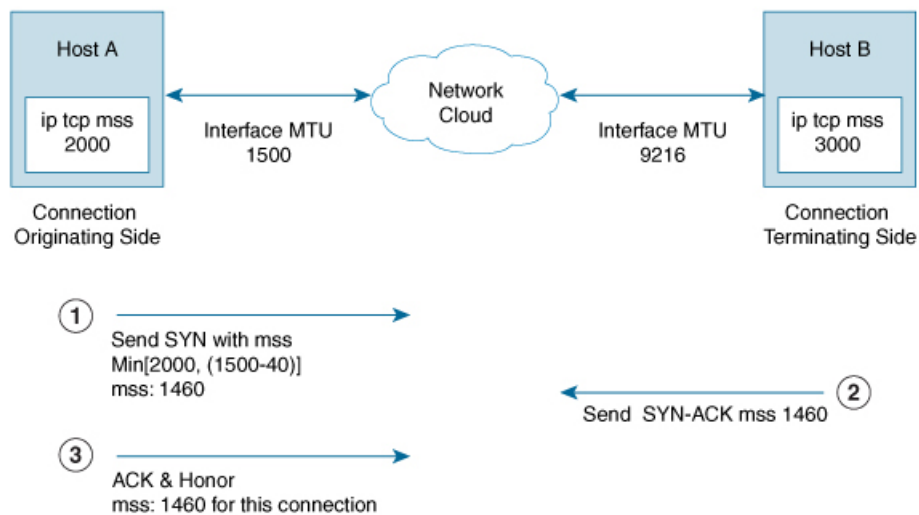 Host A
ip tcp mss
2000
Connection
Originating Side
Interface MTU
1500
Network
Cloud
Interface MTU
9216
Host B
ip tcp mss
3000
Connection
Terminating Side
1
Send SYN with mss
Min[2000, (1500-40)]
mss: 1460
2
Send SYN-ACK mss 1460
3
ACK & Honor
mss: 1460 for this connection